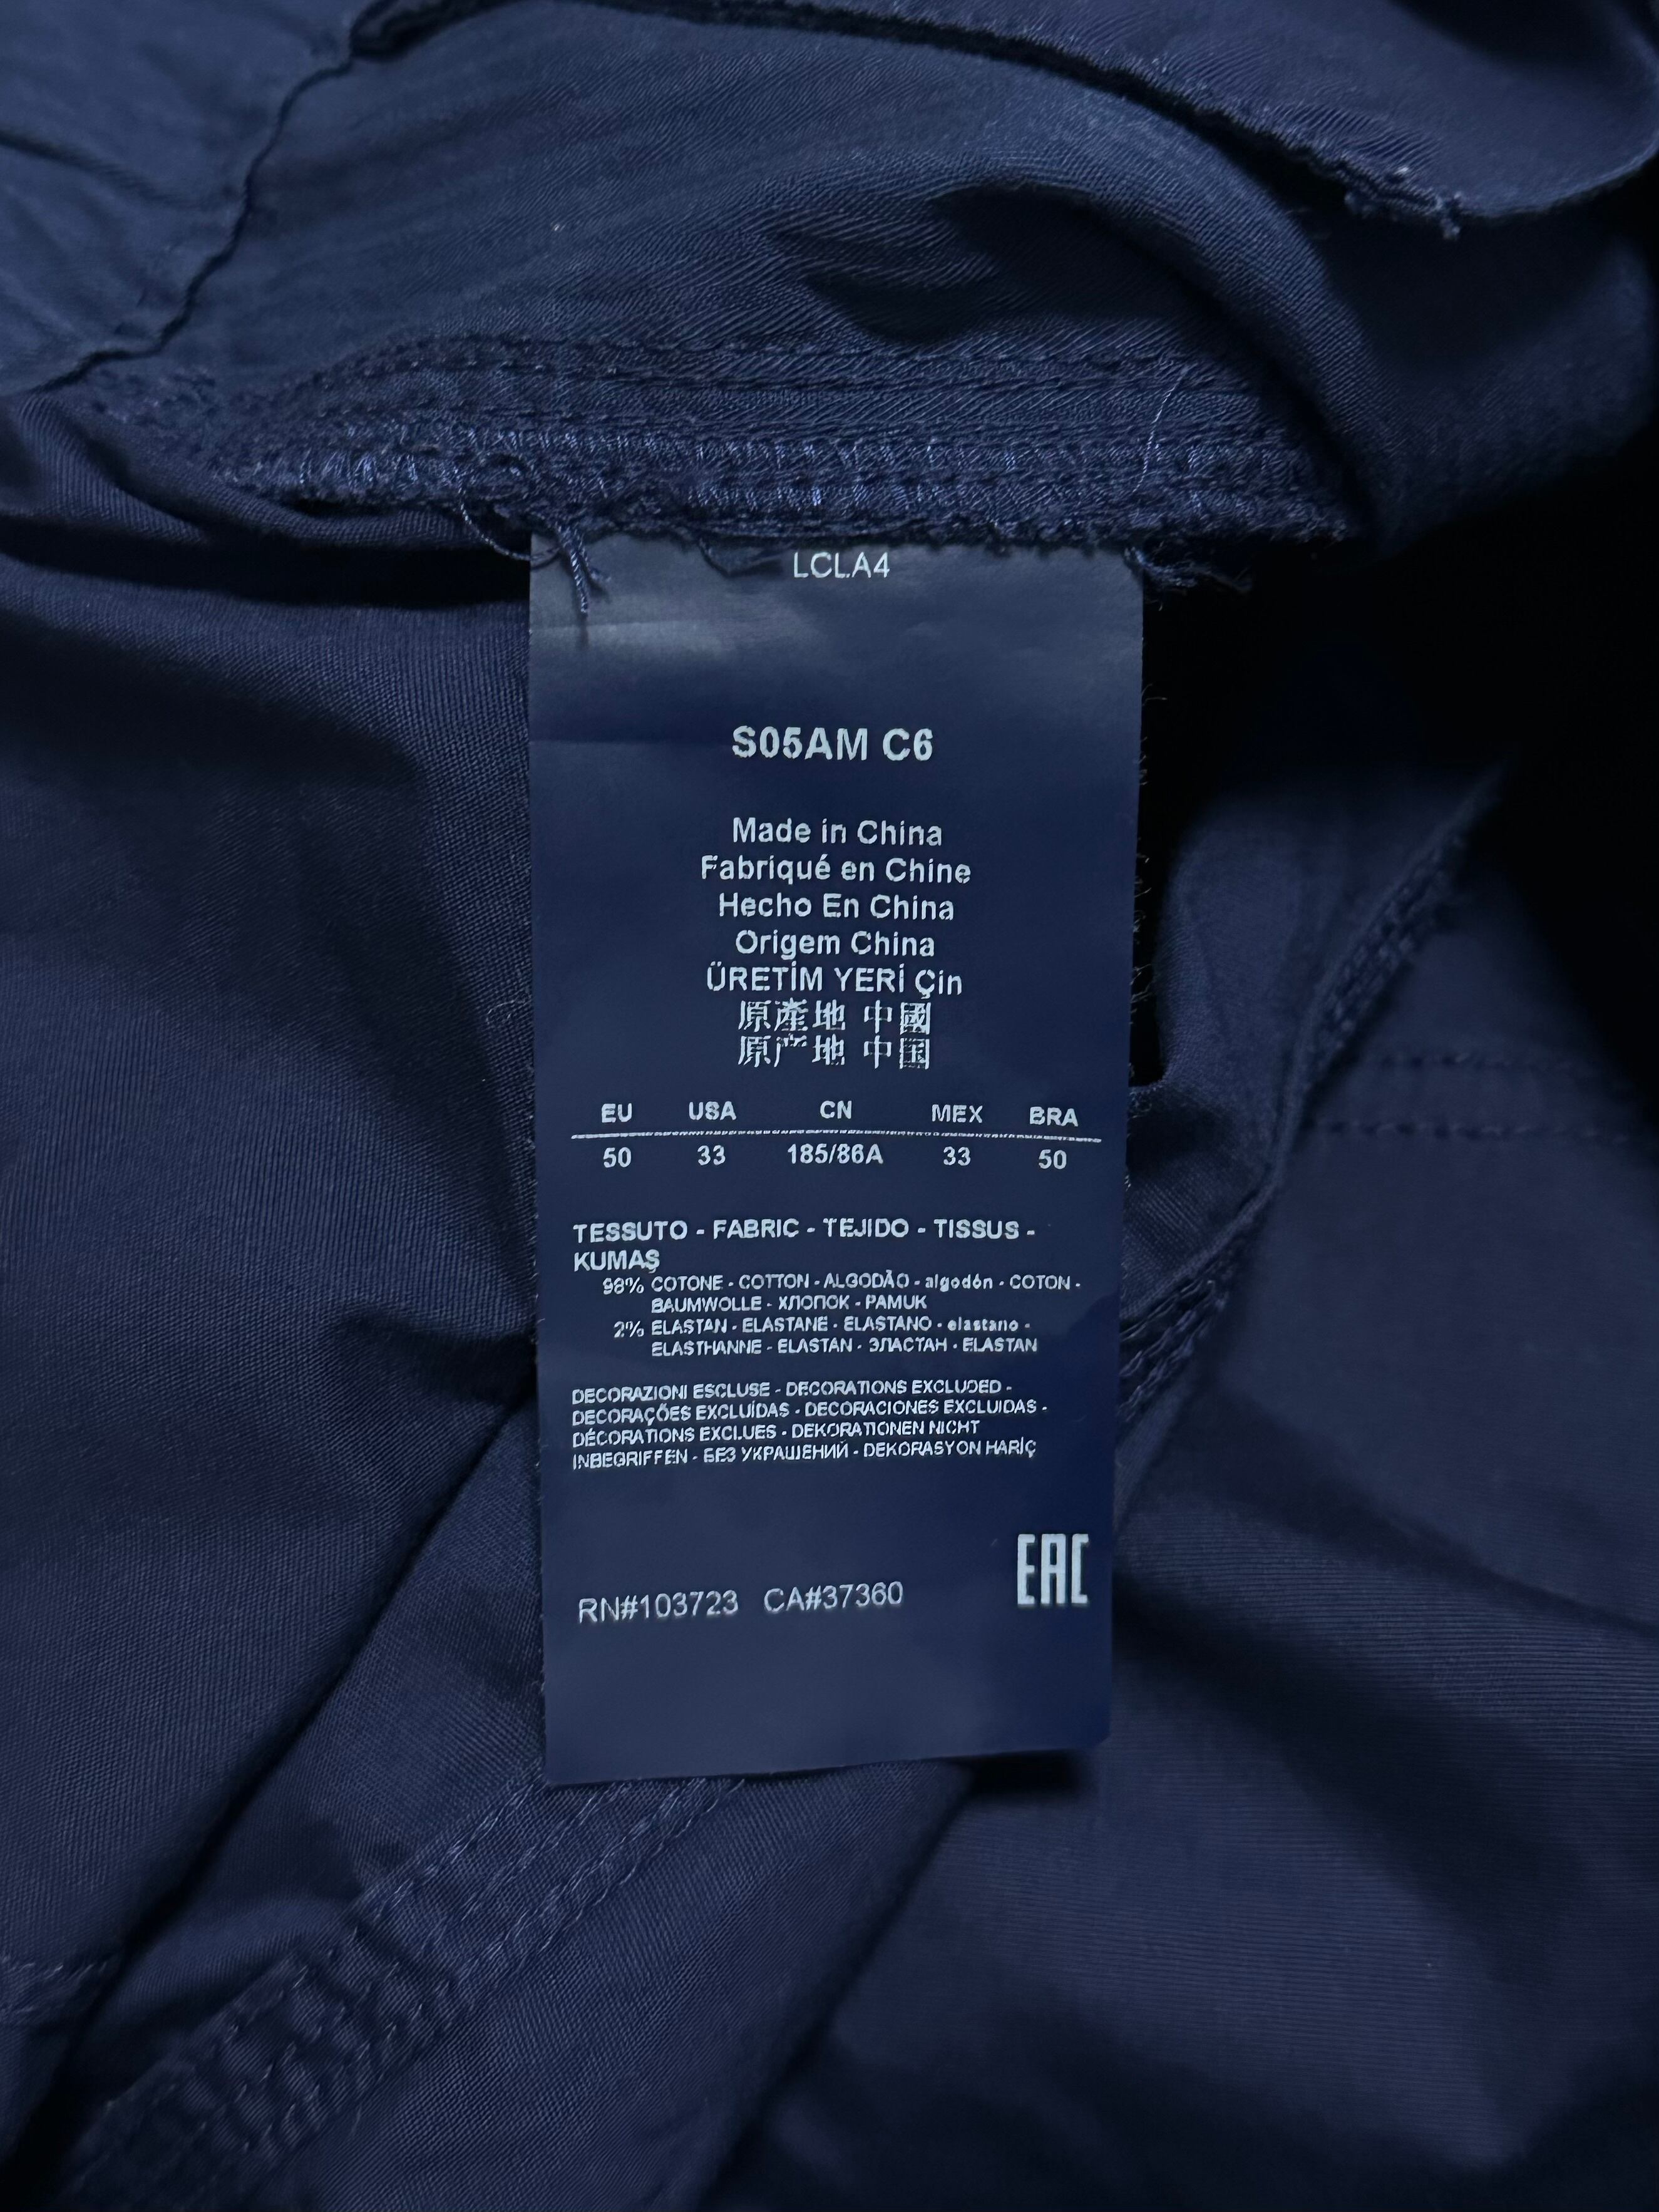 LCLA4
S05AM C6
Made in China
Fabriqué en Chine
Hecho En China
Origem China
ÜRETİM YERİ Çin
原產地 中國
原产地 中国
EU USA CN MEX BRA
50 33 185/86A 33 50
TESSUTO - FABRIC - TEJIDO - TISSUS -
KUMAŞ
98% COTONE - COTTON - ALGODÃO - algodón - COTON -
BAUMWOLLE - ХЛОПОК - PAMUK
2% ELASTAN - ELASTANE - ELASTANO - elastano -
ELASTHANNE - ELASTAN - ЭЛАСТАН - ELASTAN
DECORAZIONI ESCLUSE - DECORATIONS EXCLUDED -
DECORAÇÕES EXCLUÍDAS - DECORACIONES EXCLUIDAS -
DÉCORATIONS EXCLUES - DEKORATIONEN NICHT
INBEGRIFFEN - БЕЗ УКРАШЕНИЙ - DEKORASYON HARİÇ
EAC
RN#103723 CA#37360